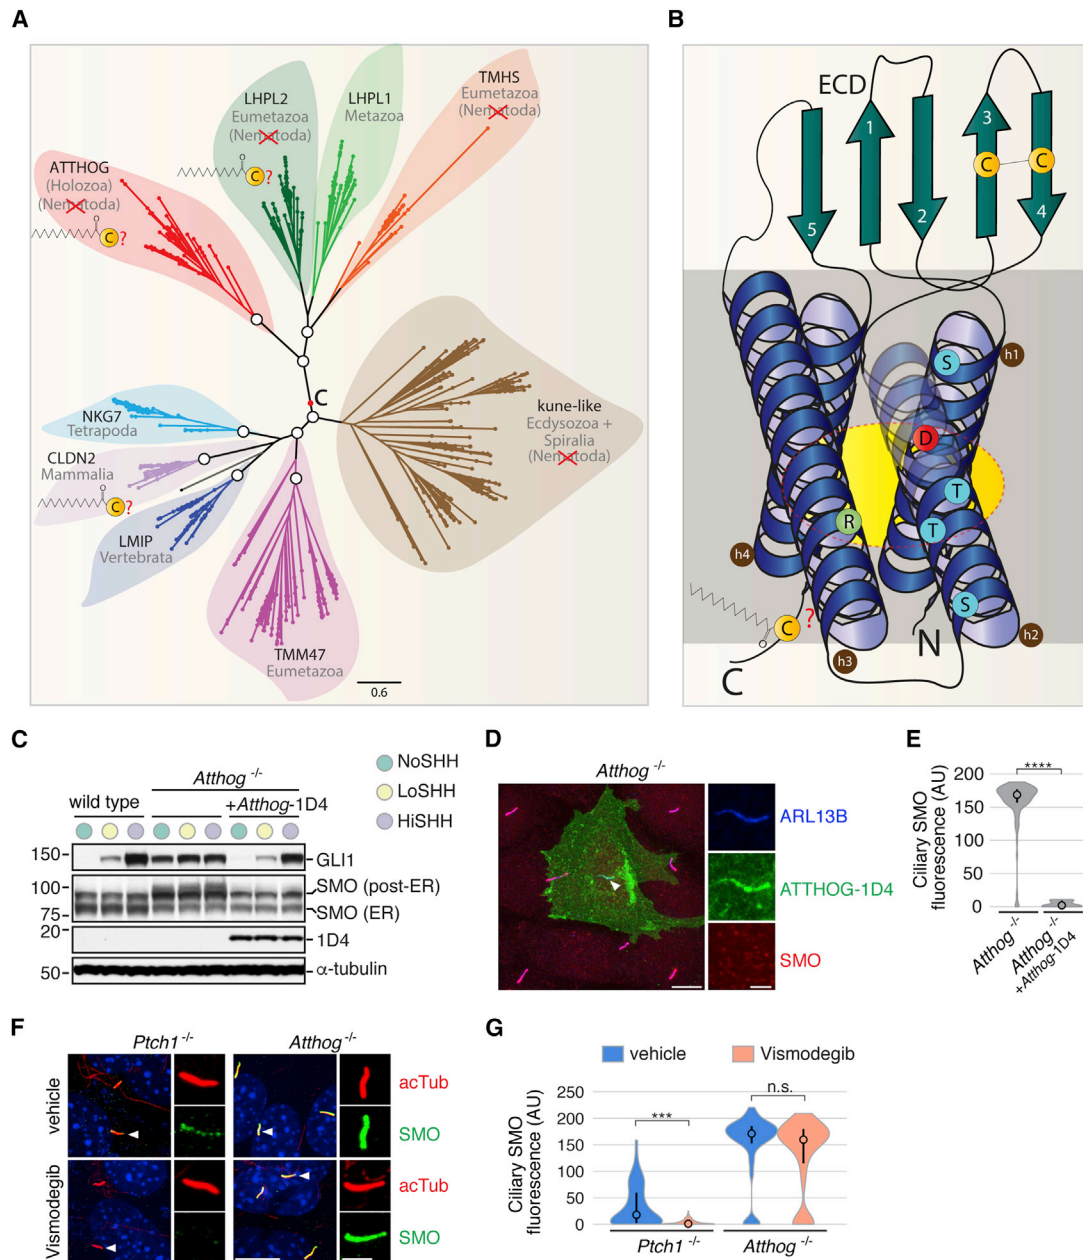 A
LHPL2
Eumetazoa
(Nematoda)
LHPL1
Metazoa
TMHS
Eumetazoa
(Nematoda)
ATTHOG
(Holozoa)
(Nematoda)
O
C?
O
C?
C
NKG7
Tetrapoda
CLDN2
Mammalia
O
C?
LMIP
Vertebrata
kune-like
Ecdysozoa +
Spiralia
(Nematoda)
TMM47
Eumetazoa
0.6
B
ECD
1
2
3
4
5
C C
S
h1
D
T
R
T
h4
S
C ?
O
N
h2
h3
C
C
Atthog -/-
wild type
+Atthog-1D4
NoSHH
LoSHH
HiSHH
150
GLI1
100
SMO (post-ER)
75
SMO (ER)
20
1D4
50
α-tubulin
D
Atthog -/-
ARL13B
ATTHOG-1D4
SMO
E
****
Ciliary SMO
fluorescence (AU)
200
150
100
50
0
Atthog -/-
Atthog -/-
+Atthog-1D4
F
Ptch1 -/-
Atthog -/-
vehicle
acTub
SMO
Vismodegib
acTub
SMO
G
vehicle
Vismodegib
Ciliary SMO
fluorescence (AU)
250
200
150
100
50
0
***
n.s.
Ptch1 -/-
Atthog -/-